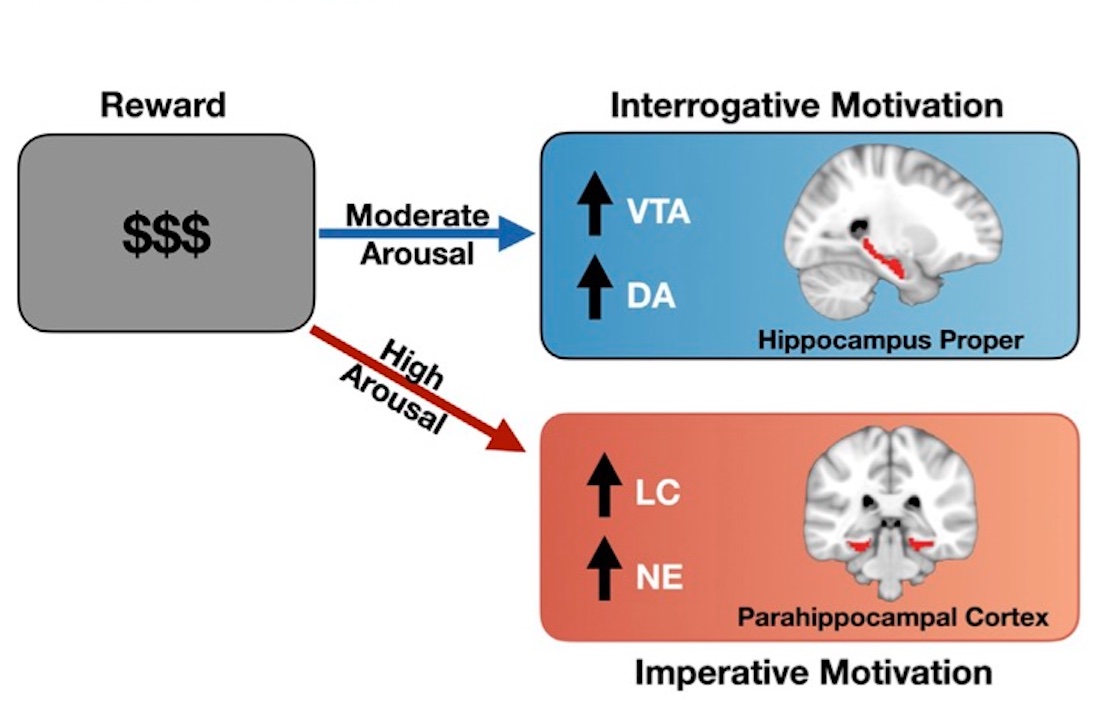 Reward
$$$
Moderate
Arousal
High
Arousal
Interrogative Motivation
VTA
DA
Hippocampus Proper
LC
NE
Parahippocampal Cortex
Imperative Motivation